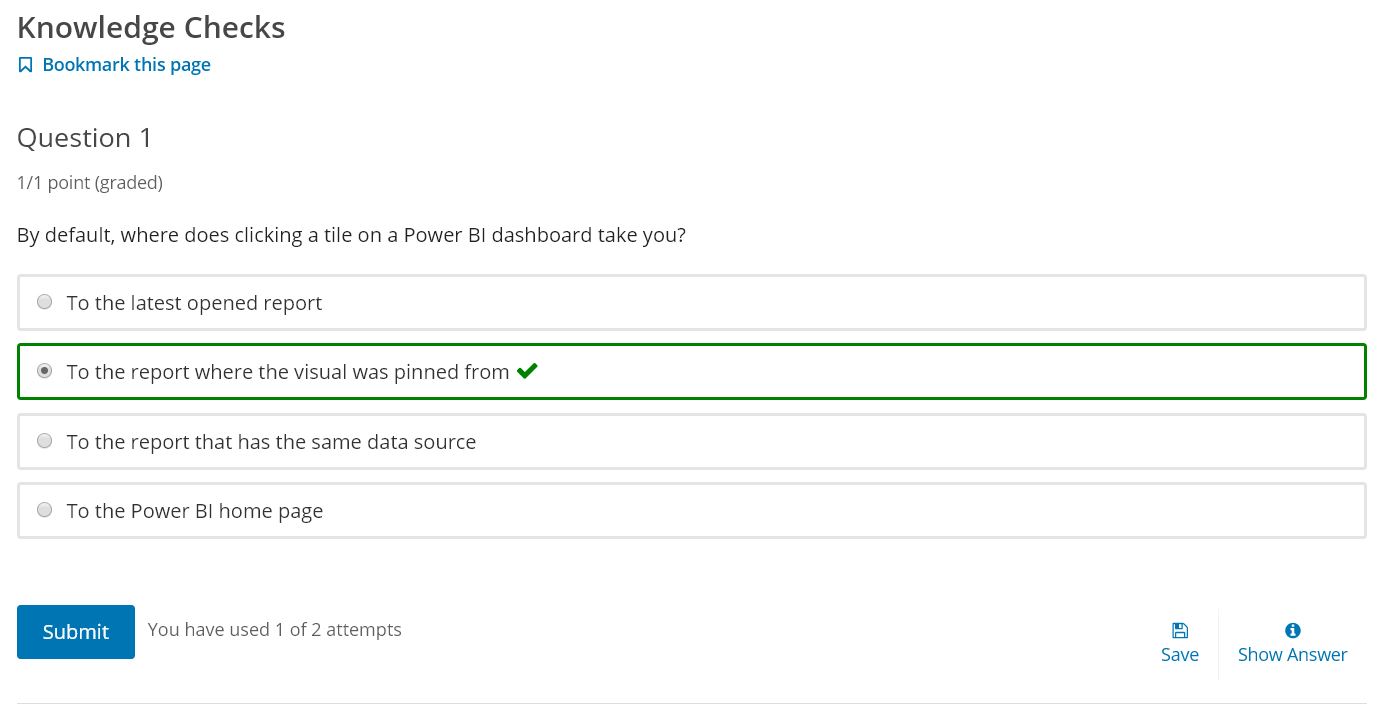 Knowledge Checks
Bookmark this page
Question 1
1/1 point (graded)
By default, where does clicking a tile on a Power BI dashboard take you?
To the latest opened report
To the report where the visual was pinned from
To the report that has the same data source
To the Power BI home page
Submit
You have used 1 of 2 attempts
Save
Show Answer